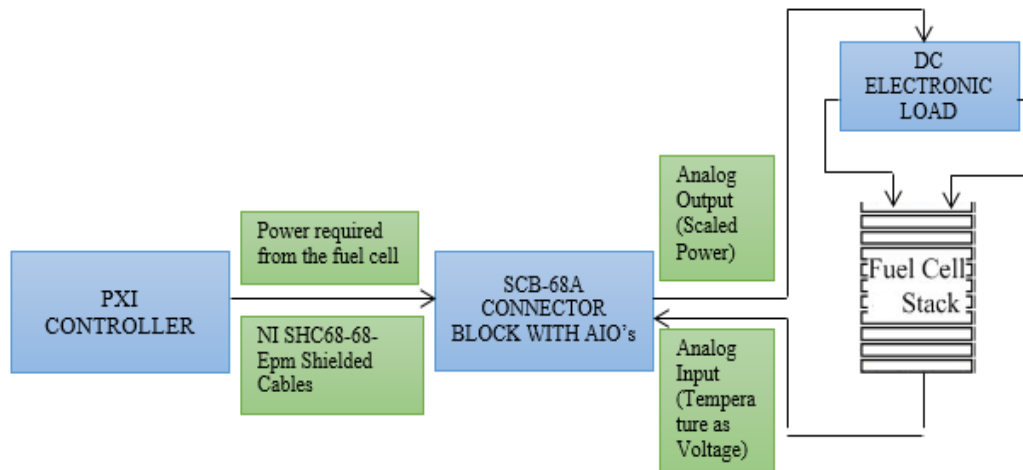 PXI
CONTROLLER
Power required
from the fuel cell
NI SHC68-68-
Epm Shielded
Cables
SCB-68A
CONNECTOR
BLOCK WITH AIO's
Analog
Output
(Scaled
Power)
Analog
Input
(Tempera
ture as
Voltage)
DC
ELECTRONIC
LOAD
Fuel Cell
Stack